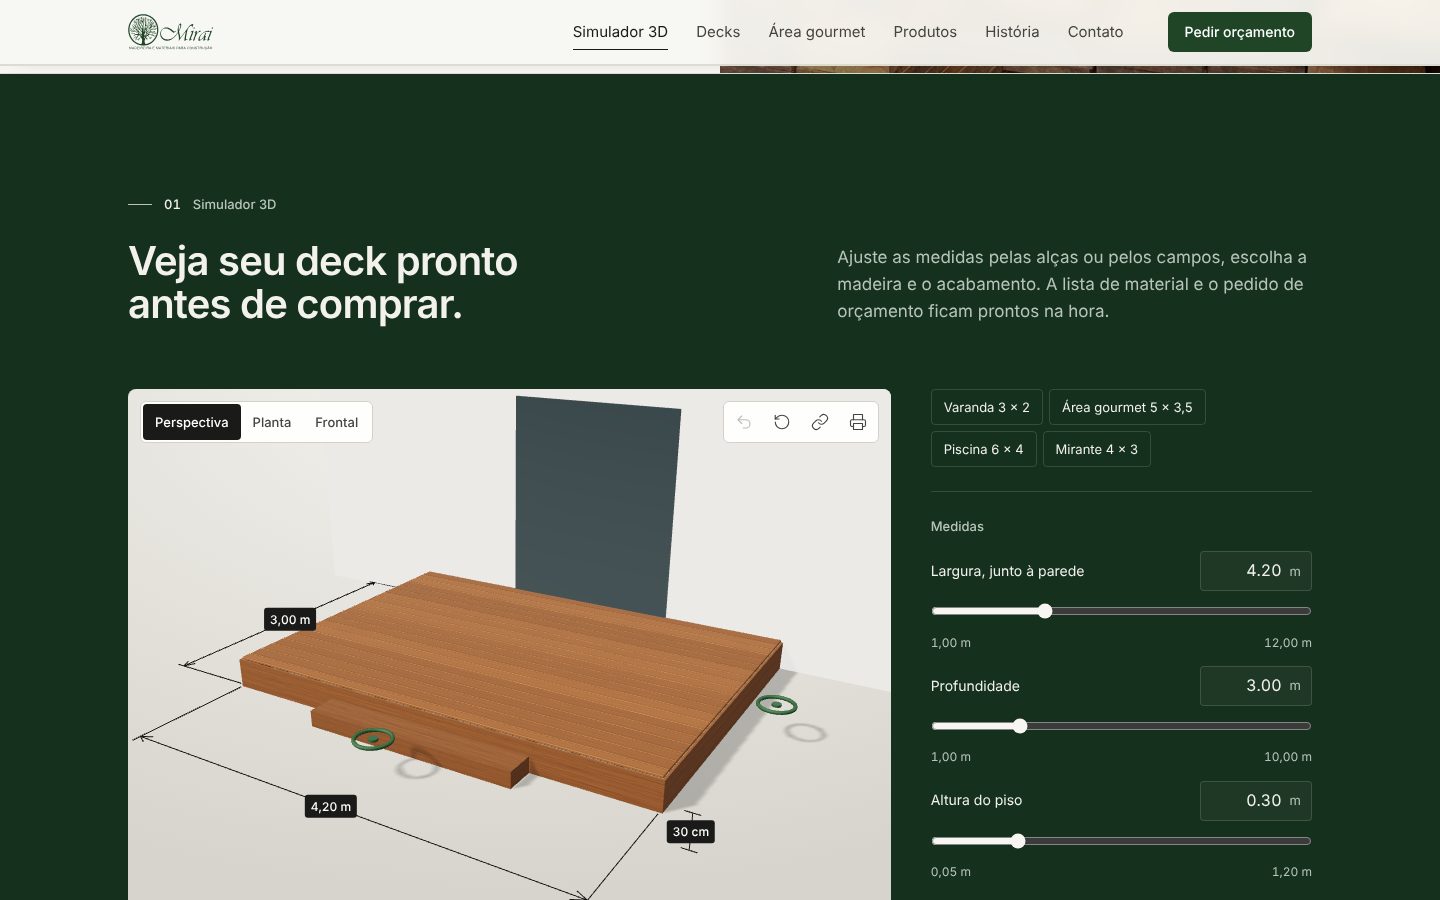 Mirai
MADEIREIRA E MATERIAIS PARA CONSTRUÇÃO
Simulador 3D
Decks
Área gourmet
Produtos
História
Contato
Pedir orçamento
01 Simulador 3D
Veja seu deck pronto
antes de comprar.
Ajuste as medidas pelas alças ou pelos campos, escolha a
madeira e o acabamento. A lista de material e o pedido de
orçamento ficam prontos na hora.
Perspectiva
Planta
Frontal
3,00 m
4,20 m
30 cm
Varanda 3 × 2
Área gourmet 5 × 3,5
Piscina 6 × 4
Mirante 4 × 3
Medidas
Largura, junto à parede
4.20 m
1,00 m
12,00 m
Profundidade
3.00 m
1,00 m
10,00 m
Altura do piso
0.30 m
0,05 m
1,20 m